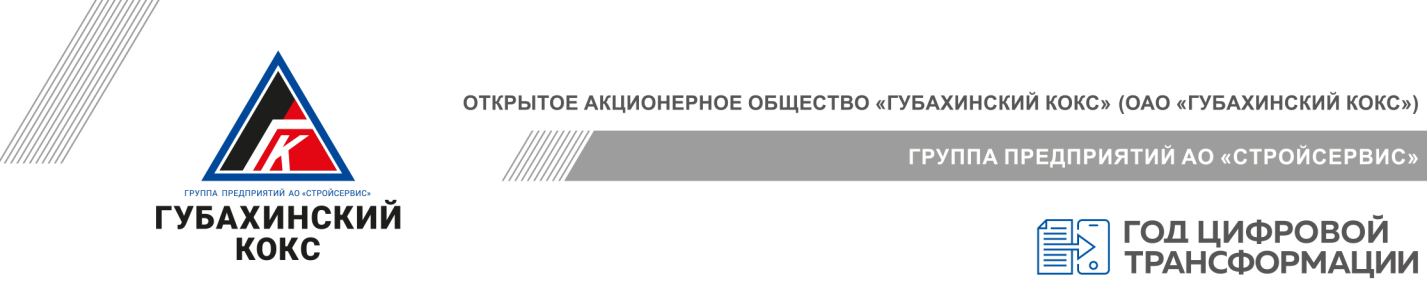 ОТКРЫТОЕ АКЦИОНЕРНОЕ ОБЩЕСТВО «ГУБАХИНСКИЙ КОКС» (ОАО «ГУБАХИНСКИЙ КОКС»)
ГРУППА ПРЕДПРИЯТИЙ АО «СТРОЙСЕРВИС»
ГК
ГРУППА ПРЕДПРИЯТИЙ АО «СТРОЙСЕРВИС»
ГУБАХИНСКИЙ
КОКС
ГОД ЦИФРОВОЙ
ТРАНСФОРМАЦИИ